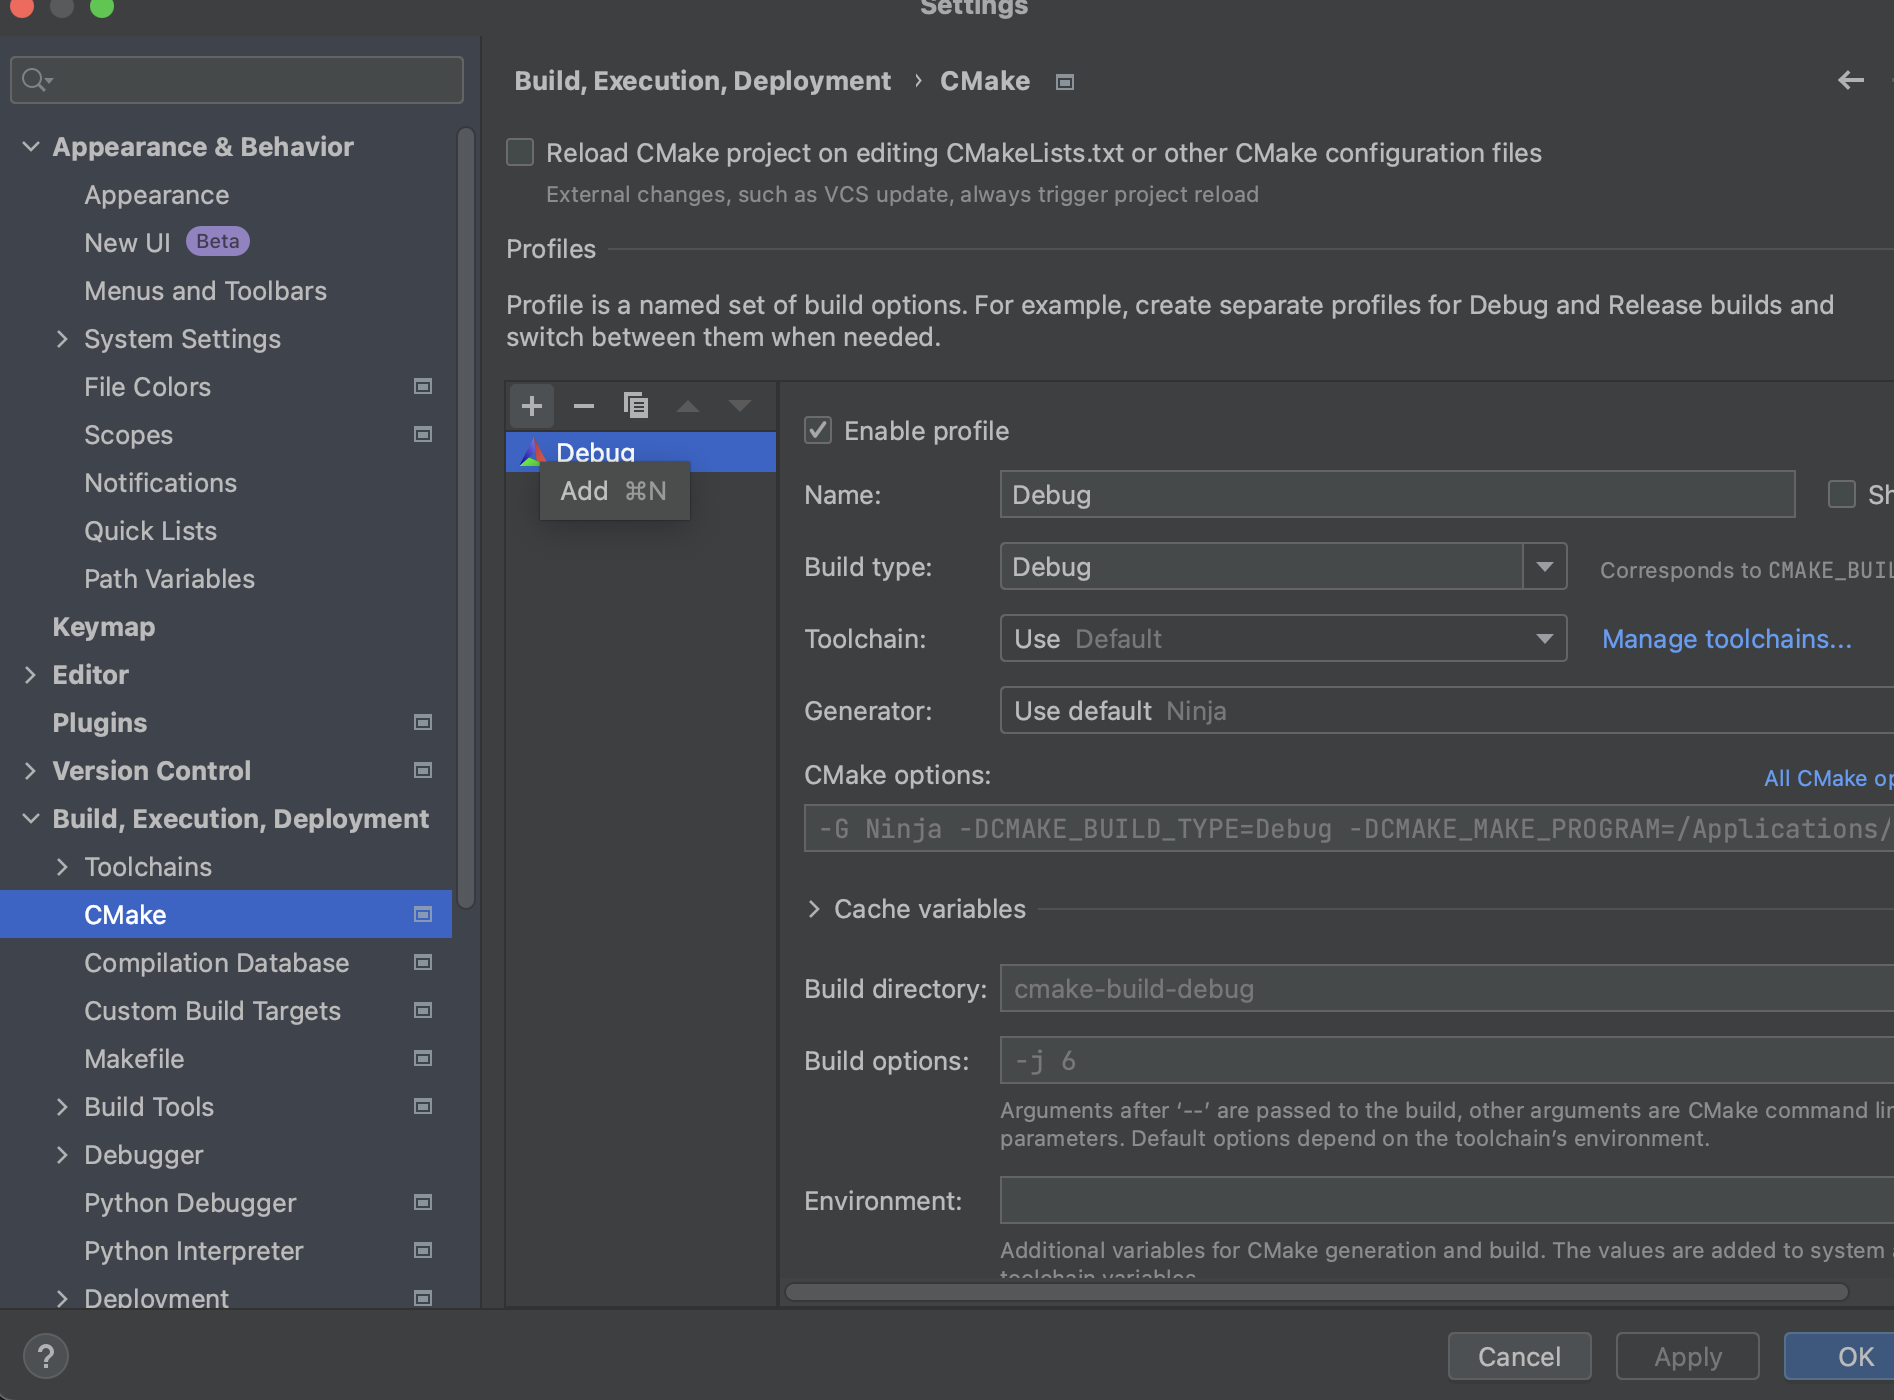 Settings
Appearance & Behavior
Appearance
New UI Beta
Menus and Toolbars
System Settings
File Colors
Scopes
Notifications
Quick Lists
Path Variables
Keymap
Editor
Plugins
Version Control
Build, Execution, Deployment
Toolchains
CMake
Compilation Database
Custom Build Targets
Makefile
Build Tools
Debugger
Python Debugger
Python Interpreter
Deployment
Build, Execution, Deployment › CMake
Reload CMake project on editing CMakeLists.txt or other CMake configuration files
External changes, such as VCS update, always trigger project reload
Profiles
Profile is a named set of build options. For example, create separate profiles for Debug and Release builds and
switch between them when needed.
Debug
Add ⌘N
Enable profile
Name: Debug Sh
Build type: Debug Corresponds to CMAKE_BUIL
Toolchain: Use Default Manage toolchains...
Generator: Use default Ninja
CMake options: All CMake op
-G Ninja -DCMAKE_BUILD_TYPE=Debug -DCMAKE_MAKE_PROGRAM=/Applications/
Cache variables
Build directory: cmake-build-debug
Build options: -j 6
Arguments after ‘--’ are passed to the build, other arguments are CMake command lin
parameters. Default options depend on the toolchain’s environment.
Environment:
Additional variables for CMake generation and build. The values are added to system
toolchain variables.
?
Cancel
Apply
OK